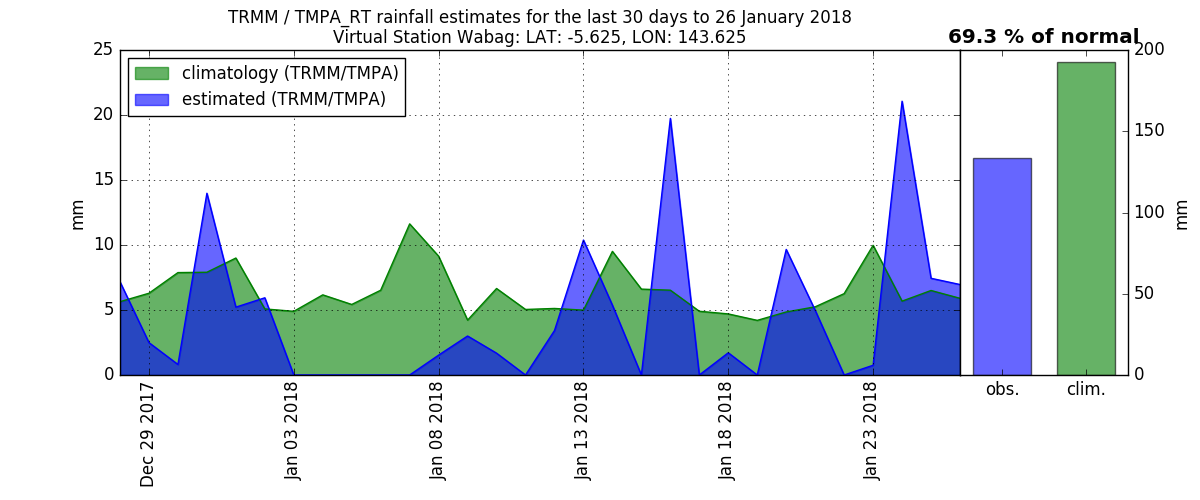 TRMM / TMPA_RT rainfall estimates for the last 30 days to 26 January 2018
Virtual Station Wabag: LAT: -5.625, LON: 143.625
69.3 % of normal
climatology (TRMM/TMPA)
estimated (TRMM/TMPA)
25
20
15
10
5
0
mm
Dec 29 2017
Jan 03 2018
Jan 08 2018
Jan 13 2018
Jan 18 2018
Jan 23 2018
obs.
clim.
200
150
100
50
0
mm